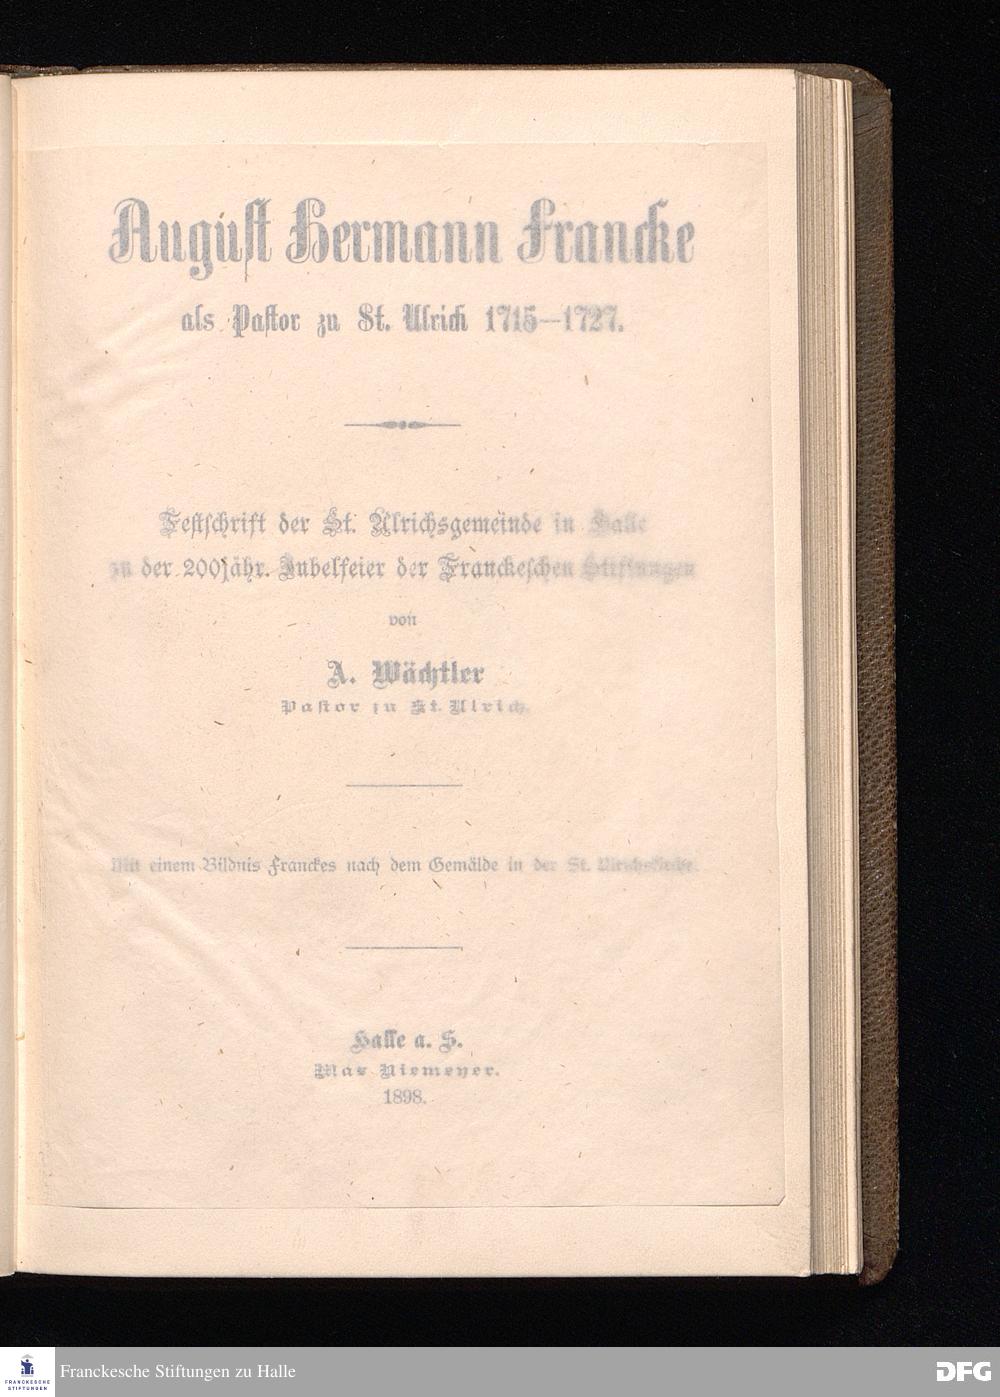 August Hermann Francke
als Pastor zu St. Ulrich 1715—1727.
Festschrift der St. Ulrichsgemeinde in Halle
zu der 200jähr. Jubelfeier der Franckeschen Stiftungen
von
A. Wächtler
Pastor zu St. Ulrich.
Mit einem Bildnis Franckes nach dem Gemälde in der St. Ulrichskirche.
Halle a. S.
Max Niemeyer.
1898.
FRANCKESCHE
STIFTUNGEN
Franckesche Stiftungen zu Halle
DFG